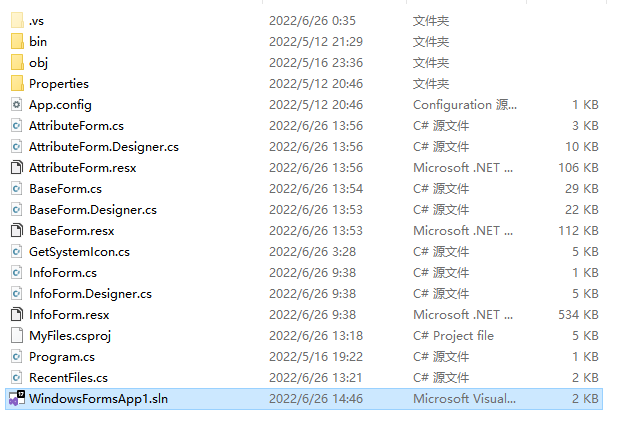 .vs 2022/6/26 0:35 文件夹
bin 2022/5/12 21:29 文件夹
obj 2022/5/16 23:36 文件夹
Properties 2022/5/12 20:46 文件夹
App.config 2022/5/12 20:46 Configuration 源... 1 KB
AttributeForm.cs 2022/6/26 13:56 C# 源文件 3 KB
AttributeForm.Designer.cs 2022/6/26 13:56 C# 源文件 10 KB
AttributeForm.resx 2022/6/26 13:56 Microsoft .NET ... 106 KB
BaseForm.cs 2022/6/26 13:54 C# 源文件 29 KB
BaseForm.Designer.cs 2022/6/26 13:53 C# 源文件 22 KB
BaseForm.resx 2022/6/26 13:53 Microsoft .NET ... 112 KB
GetSystemIcon.cs 2022/6/26 3:28 C# 源文件 5 KB
InfoForm.cs 2022/6/26 9:38 C# 源文件 1 KB
InfoForm.Designer.cs 2022/6/26 9:38 C# 源文件 5 KB
InfoForm.resx 2022/6/26 9:38 Microsoft .NET ... 534 KB
MyFiles.csproj 2022/6/26 13:18 C# Project file 5 KB
Program.cs 2022/5/16 19:22 C# 源文件 1 KB
RecentFiles.cs 2022/6/26 13:21 C# 源文件 2 KB
WindowsFormsApp1.sln 2022/6/26 14:46 Microsoft Visual... 2 KB